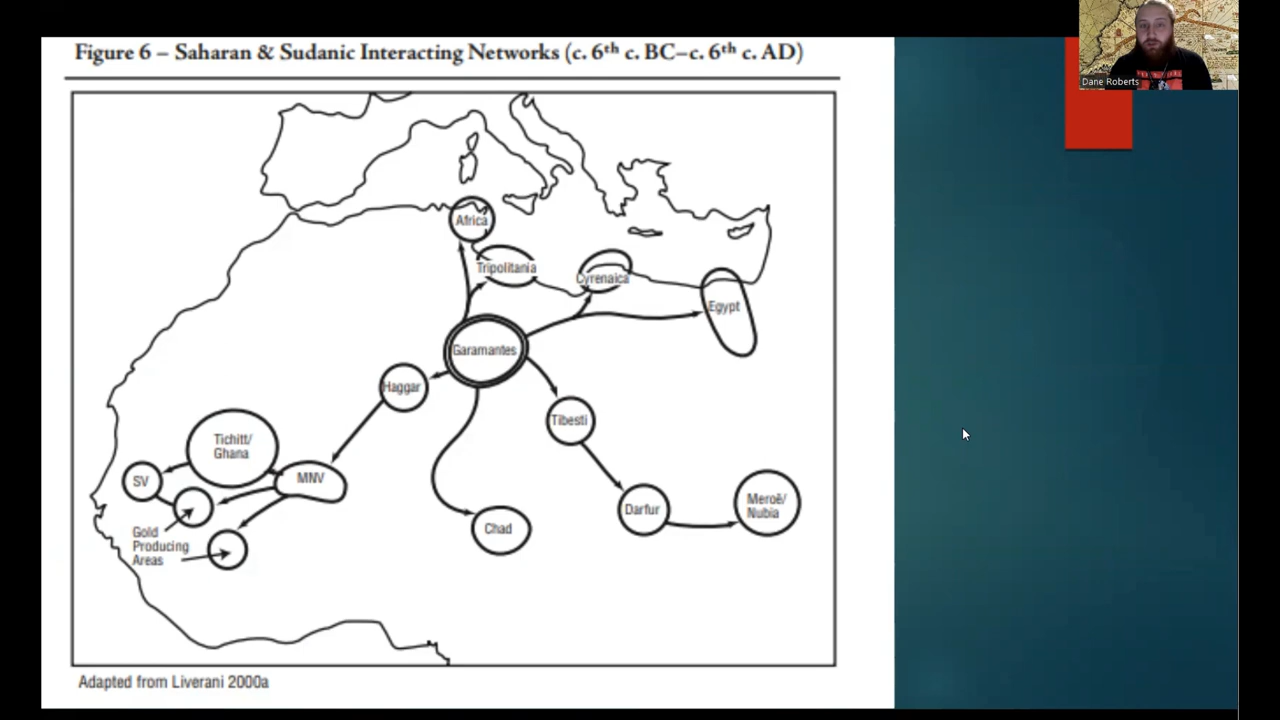 Figure 6 – Saharan & Sudanic Interacting Networks (c. 6th c. BC–c. 6th c. AD)
Dane Roberts
Africa
Tripolitania
Cyrenaica
Egypt
Garamantes
Haggar
Tibesti
Tichitt/
Ghana
SV
MNV
Gold
Producing
Areas
Chad
Darfur
Meroë/
Nubia
Adapted from Liverani 2000a